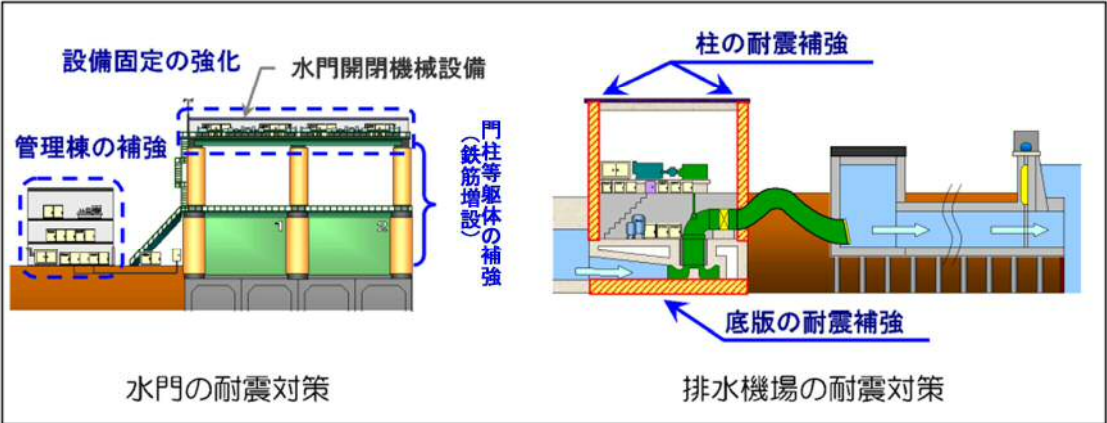 設備固定の強化
水門開閉機械設備
管理棟の補強
門柱等躯体の補強
(鉄筋増設)
1
2
水門の耐震対策
柱の耐震補強
底版の耐震補強
排水機場の耐震対策